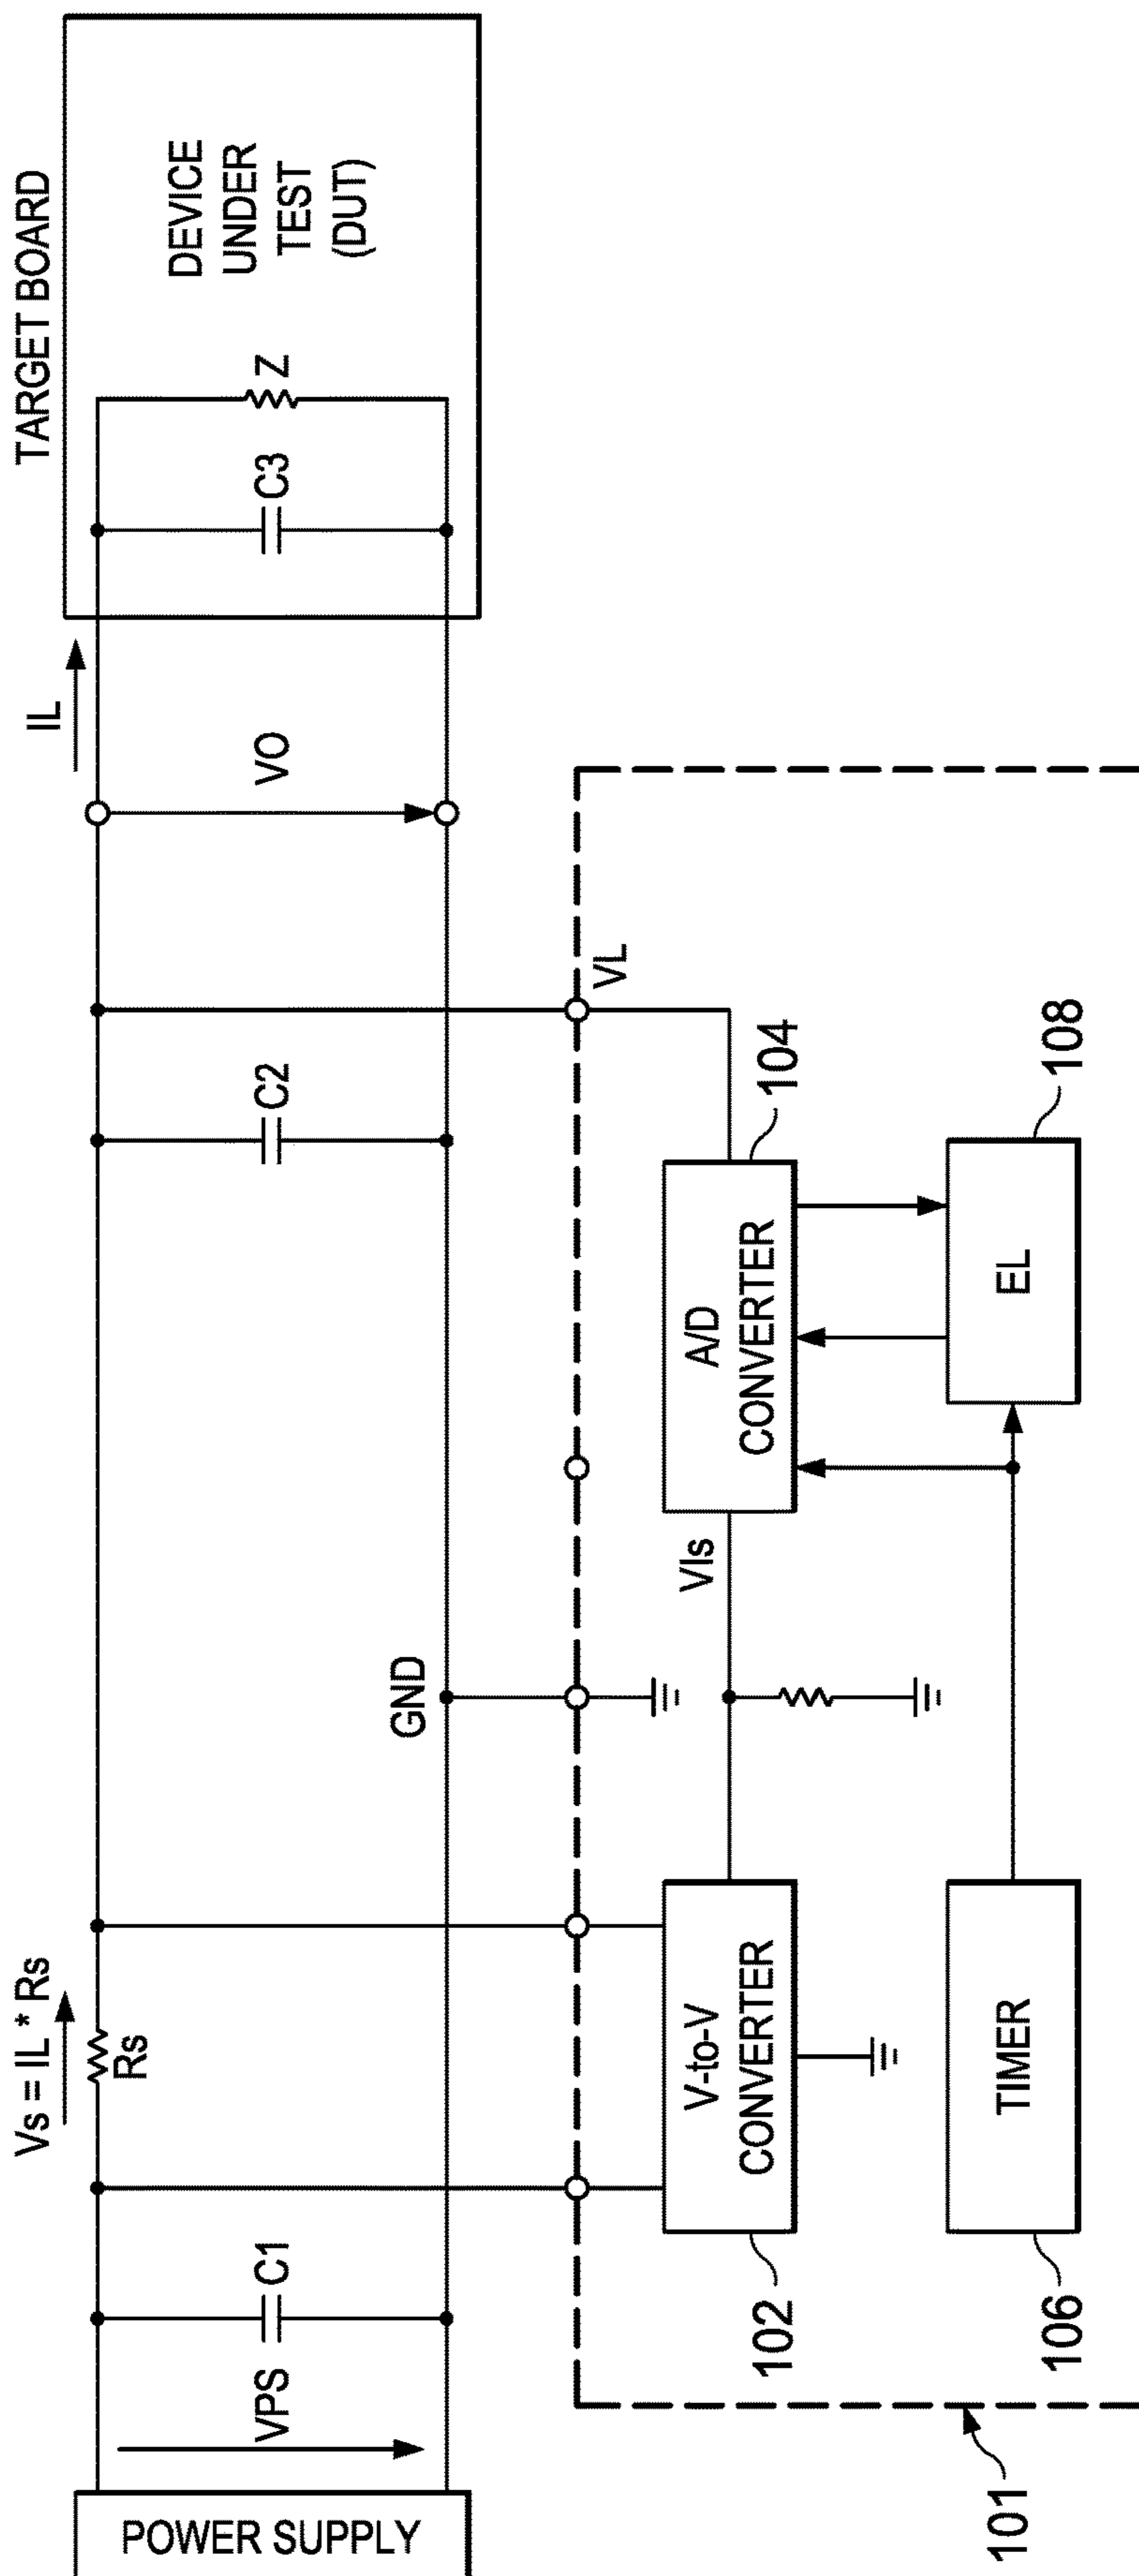 Vs = IL * Rs
Rs
POWER SUPPLY
VPS
C1
GND
C2
VO
IL
TARGET BOARD
C3
Z
DEVICE
UNDER
TEST
(DUT)
VL
V-to-V
CONVERTER
102
VIs
A/D
CONVERTER
104
TIMER
106
EL
108
101